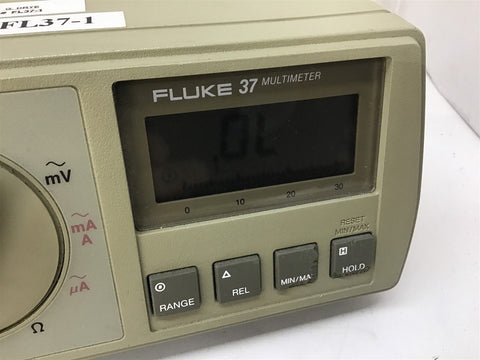 FL37-1
FLUKE 37 MULTIMETER
OL
0 10 20 30
RESET
MIN/MAX
RANGE
REL
MIN/MA
H
HOLD
mV
mA
A
µA
Ω